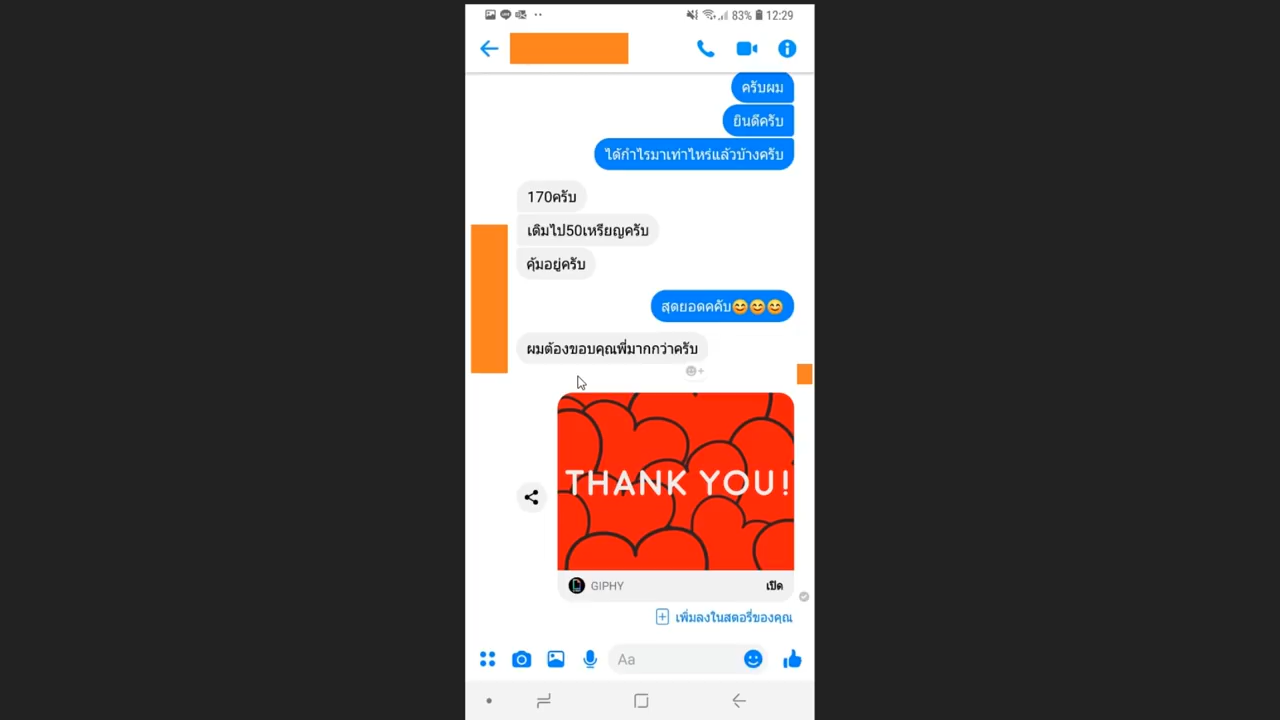 83% 12:29
ครับผม
ยินดีครับ
ได้กำไรมาเท่าไหร่แล้วบ้างครับ
170ครับ
เติมไป50เหรียญครับ
คุ้มอยู่ครับ
สุดยอดคคับ😊😊😊
ผมต้องขอบคุณพี่มากกว่าครับ
THANK YOU!
GIPHY เปิด
เพิ่มลงในสตอรี่ของคุณ
Aa